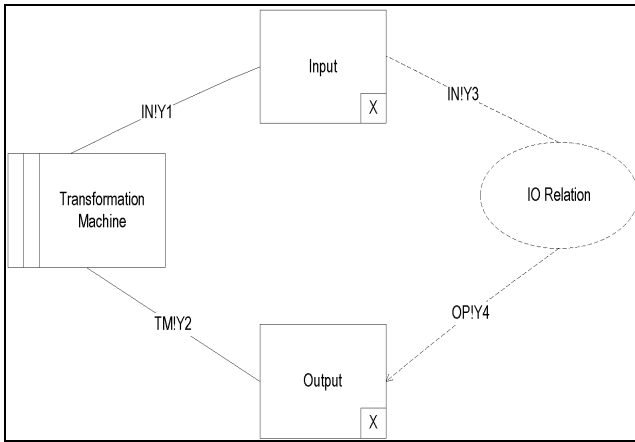 Input
X
IN!Y1
IN!Y3
Transformation
Machine
IO Relation
TM!Y2
OP!Y4
Output
X